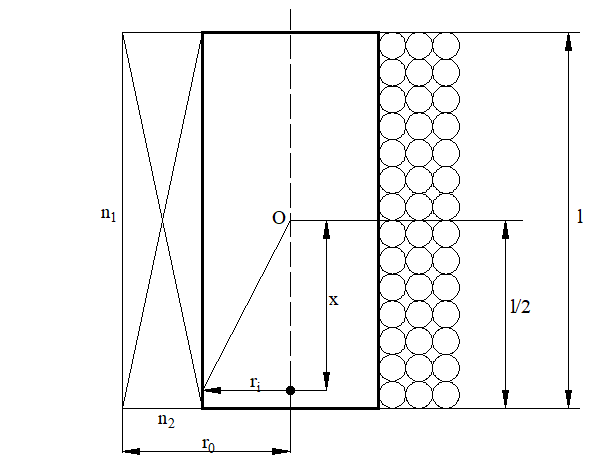 n₁
O
l
x
l/2
rᵢ
n₂
r₀